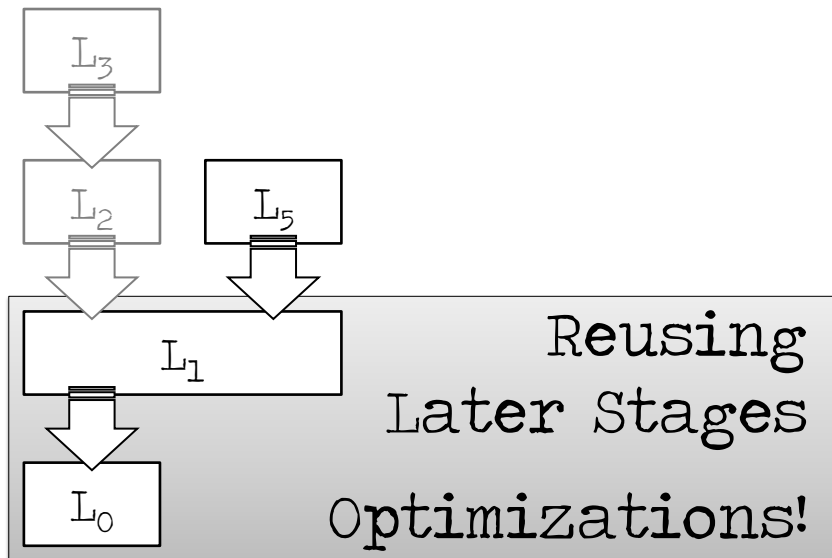 L₃
L₂ L₅
L₁
Reusing
Later Stages
L₀
Optimizations!